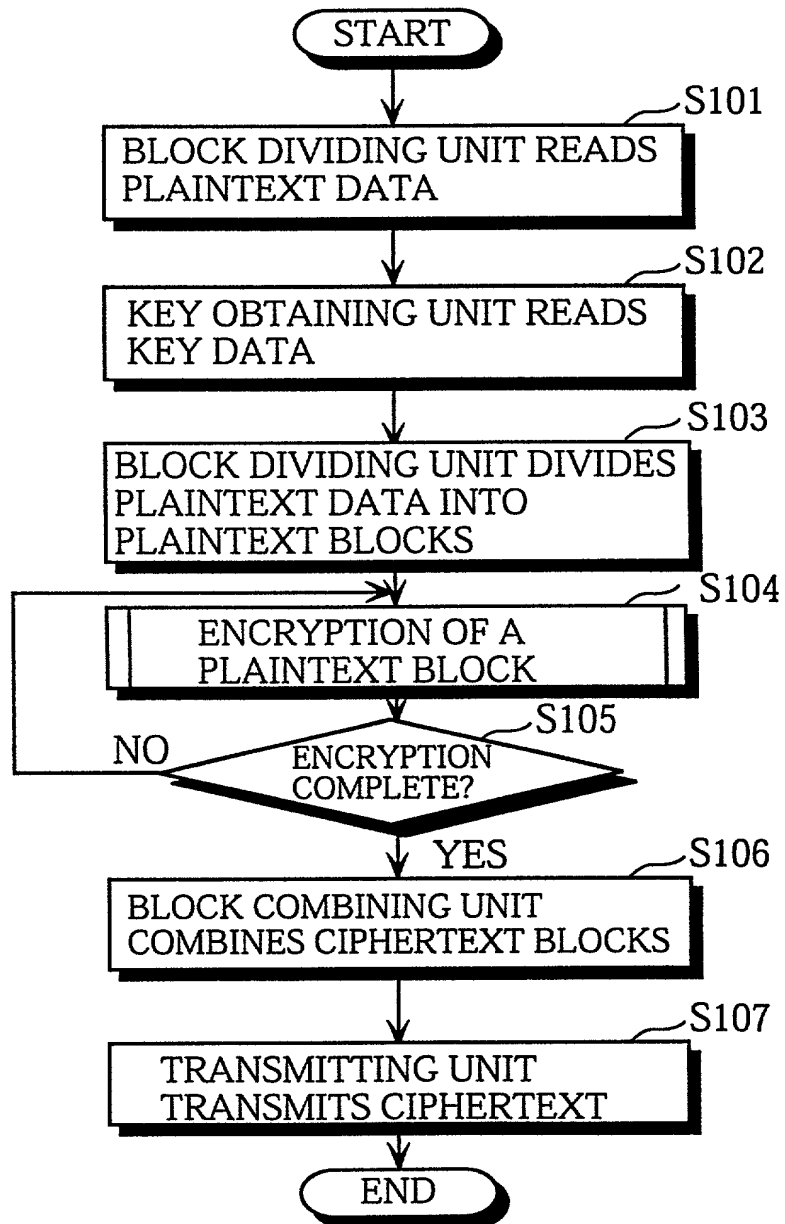 START
S101
BLOCK DIVIDING UNIT READS
PLAINTEXT DATA
S102
KEY OBTAINING UNIT READS
KEY DATA
S103
BLOCK DIVIDING UNIT DIVIDES
PLAINTEXT DATA INTO
PLAINTEXT BLOCKS
S104
ENCRYPTION OF A
PLAINTEXT BLOCK
S105
NO
ENCRYPTION
COMPLETE?
YES
S106
BLOCK COMBINING UNIT
COMBINES CIPHERTEXT BLOCKS
S107
TRANSMITTING UNIT
TRANSMITS CIPHERTEXT
END